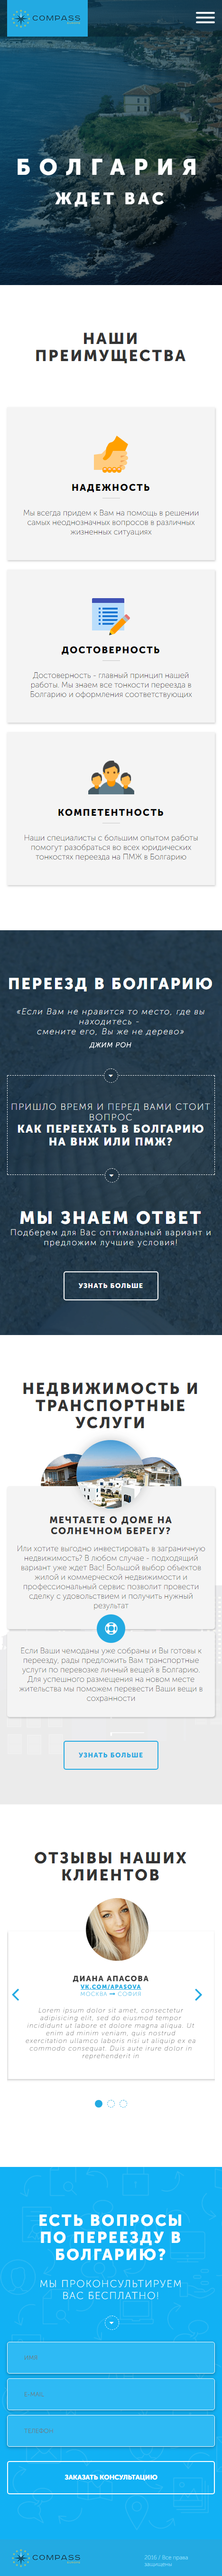 COMPASS
БОЛГАРИЯ
ЖДЕТ ВАС
НАШИ
ПРЕИМУЩЕСТВА
НАДЕЖНОСТЬ
Мы всегда придем к Вам на помощь в решении
самых неоднозначных вопросов в различных
жизненных ситуациях
ДОСТОВЕРНОСТЬ
Достоверность - главный принцип нашей
работы. Мы знаем все тонкости переезда в
Болгарию и оформления соответствующих
КОМПЕТЕНТНОСТЬ
Наши специалисты с большим опытом работы
помогут разобраться во всех юридических
тонкостях переезда на ПМЖ в Болгарию
ПЕРЕЕЗД В БОЛГАРИЮ
«Если Вам не нравится то место, где вы
находитесь -
смените его, Вы же не дерево»
ДЖИМ РОН
ПРИШЛО ВРЕМЯ И ПЕРЕД ВАМИ СТОИТ
ВОПРОС
КАК ПЕРЕЕХАТЬ В БОЛГАРИЮ
НА ВНЖ ИЛИ ПМЖ?
МЫ ЗНАЕМ ОТВЕТ
Подберем для Вас оптимальный вариант и
предложим лучшие условия!
УЗНАТЬ БОЛЬШЕ
НЕДВИЖИМОСТЬ И
ТРАНСПОРТНЫЕ
УСЛУГИ
МЕЧТАЕТЕ О ДОМЕ НА
СОЛНЕЧНОМ БЕРЕГУ?
Или хотите выгодно инвестировать в заграничную
недвижимость? В любом случае - подходящий
вариант уже ждет Вас! Большой выбор объектов
жилой и коммерческой недвижимости и
профессиональный сервис позволит провести
сделку с удовольствием и получить нужный
результат
Если Ваши чемоданы уже собраны и Вы готовы к
переезду, рады предложить Вам транспортные
услуги по перевозке личный вещей в Болгарию.
Для успешного размещения на новом месте
жительства мы поможем перевести Ваши вещи в
сохранности
УЗНАТЬ БОЛЬШЕ
ОТЗЫВЫ НАШИХ
КЛИЕНТОВ
ДИАНА АПАСОВА
VK.COM/APASOVA
МОСКВА ⇒ СОФИЯ
Lorem ipsum dolor sit amet, consectetur
adipisicing elit, sed do eiusmod tempor
incididunt ut labore et dolore magna aliqua. Ut
enim ad minim veniam, quis nostrud
exercitation ullamco laboris nisi ut aliquip ex ea
commodo consequat. Duis aute irure dolor in
reprehenderit in
ЕСТЬ ВОПРОСЫ
ПО ПЕРЕЕЗДУ В
БОЛГАРИЮ?
МЫ ПРОКОНСУЛЬТИРУЕМ
ВАС БЕСПЛАТНО!
ИМЯ
E-MAIL
ТЕЛЕФОН
ЗАКАЗАТЬ КОНСУЛЬТАЦИЮ
COMPASS
2016 / Все права
защищены